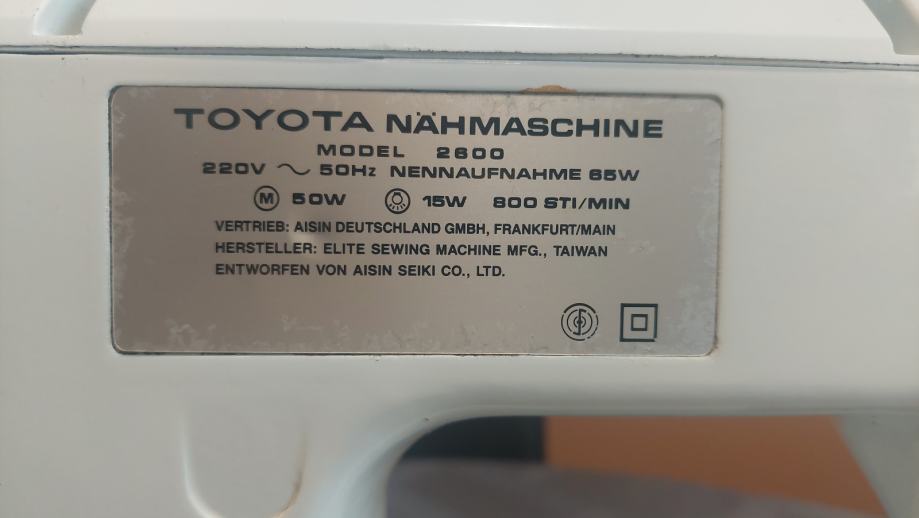 TOYOTA NÄHMASCHINE
MODEL 2600
220V ~ 50Hz NENNAUFNAHME 65W
M 50W 15W 800 STI/MIN
VERTRIEB: AISIN DEUTSCHLAND GMBH, FRANKFURT/MAIN
HERSTELLER: ELITE SEWING MACHINE MFG., TAIWAN
ENTWORFEN VON AISIN SEIKI CO., LTD.